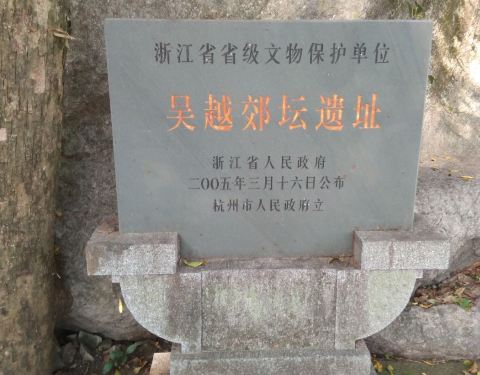 浙江省省级文物保护单位
吴越郊坛遗址
浙江省人民政府
二〇〇五年三月十六日公布
杭州市人民政府立